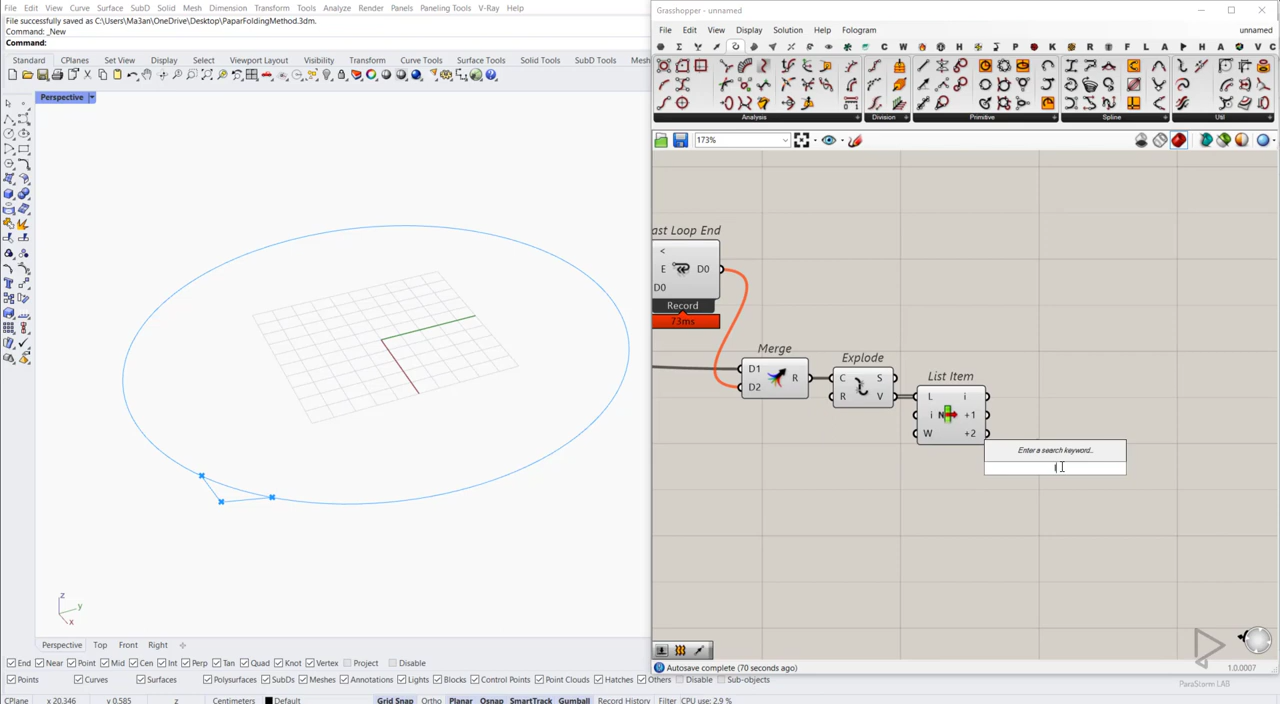 File Edit View Curve Surface SubD Solid Mesh Dimension Transform Tools Analyze Render Panels Paneling Tools V-Ray Help
File successfully saved as C:\Users\Ma3an\OneDrive\Desktop\PaparFoldingMethod.3dm.
Command: _New
Command:
Standard CPlanes Set View Display Select Viewport Layout Visibility Transform Curve Tools Surface Tools Solid Tools SubD Tools Mesh
Perspective
z
y
x
Perspective Top Front Right
End Near Point Mid Cen Int Perp Tan Quad Knot Vertex Project Disable
Points Curves Surfaces Polysurfaces SubDs Meshes Annotations Lights Blocks Control Points Point Clouds Hatches Others Disable Sub-objects
CPlane x 20.346 y 0.585 z Centimeters Default Grid Snap Ortho Planar Osnap SmartTrack Gumball Record History Filter CPU use: 2.9 %
Grasshopper - unnamed
File Edit View Display Solution Help Fologram unnamed
Analysis Division Primitive Spline Util
173%
ast Loop End
<
E D0
D0
Record
73ms
Merge
D1 R
D2
Explode
C S
R V
List Item
L i
i N +1
W +2
Enter a search keyword..
Autosave complete (70 seconds ago)
1.0.0007
ParaStorm LAB